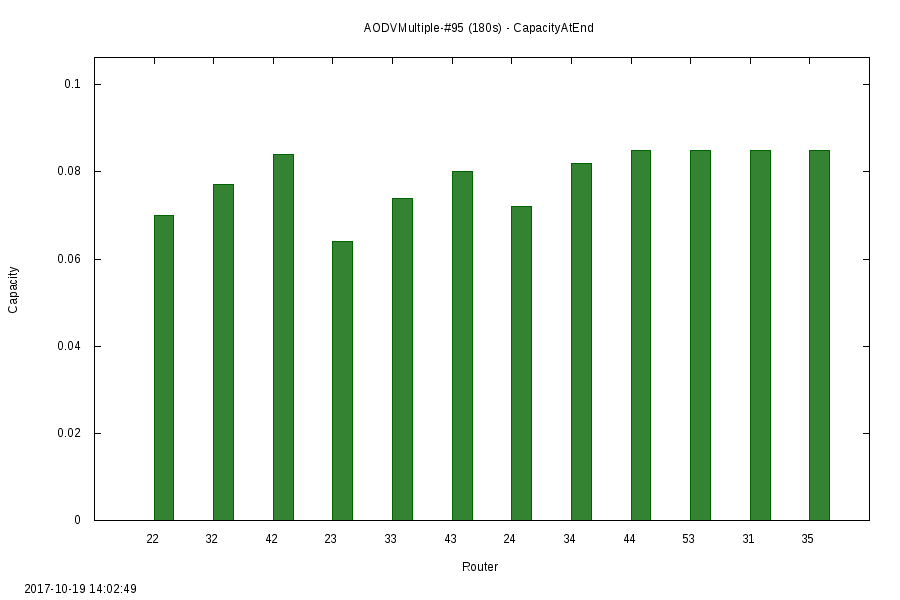 AODVMultiple-#95 (180s) - CapacityAtEnd
0.1
0.08
0.06
0.04
0.02
0
Capacity
22 32 42 23 33 43 24 34 44 53 31 35
Router
2017-10-19 14:02:49